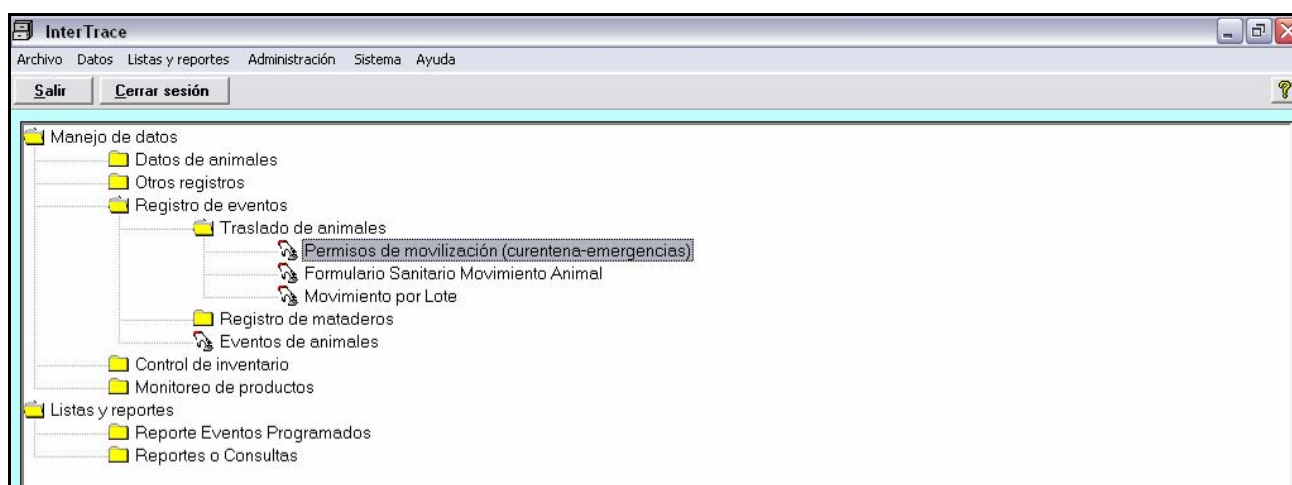 InterTrace
Archivo Datos Listas y reportes Administración Sistema Ayuda
Salir Cerrar sesión ?
Manejo de datos
Datos de animales
Otros registros
Registro de eventos
Traslado de animales
Permisos de movilización (curentena-emergencias)
Formulario Sanitario Movimiento Animal
Movimiento por Lote
Registro de mataderos
Eventos de animales
Control de inventario
Monitoreo de productos
Listas y reportes
Reporte Eventos Programados
Reportes o Consultas